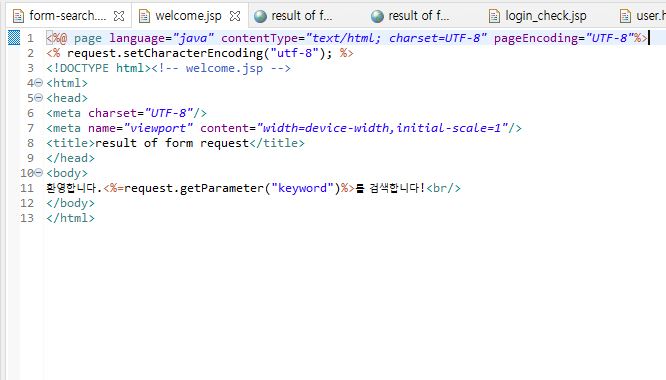 form-search.... welcome.jsp result of f... result of f... login_check.jsp user.h
1 <%@ page language="java" contentType="text/html; charset=UTF-8" pageEncoding="UTF-8"%>
2 <% request.setCharacterEncoding("utf-8"); %>
3 <!DOCTYPE html><!-- welcome.jsp -->
4 <html>
5 <head>
6 <meta charset="UTF-8"/>
7 <meta name="viewport" content="width=device-width,initial-scale=1"/>
8 <title>result of form request</title>
9 </head>
10 <body>
11 환영합니다.<%=request.getParameter("keyword")%>를 검색합니다!<br/>
12 </body>
13 </html>